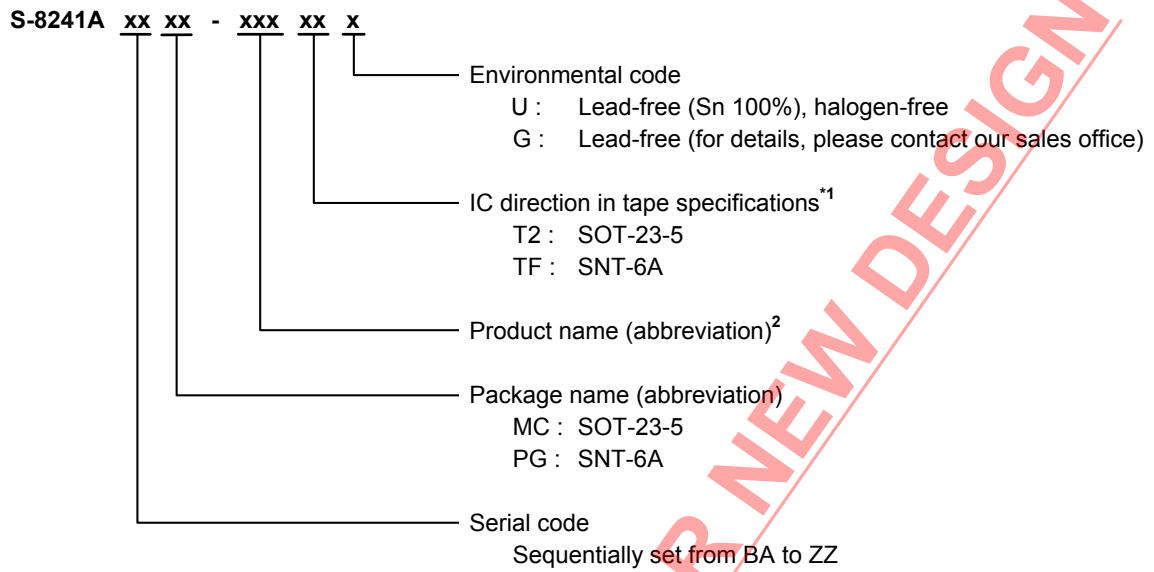 S-8241A xx xx - xxx xx x
Environmental code
U : Lead-free (Sn 100%), halogen-free
G : Lead-free (for details, please contact our sales office)
IC direction in tape specifications*1
T2 : SOT-23-5
TF : SNT-6A
Product name (abbreviation)2
Package name (abbreviation)
MC : SOT-23-5
PG : SNT-6A
Serial code
Sequentially set from BA to ZZ
R NEW DESIGN